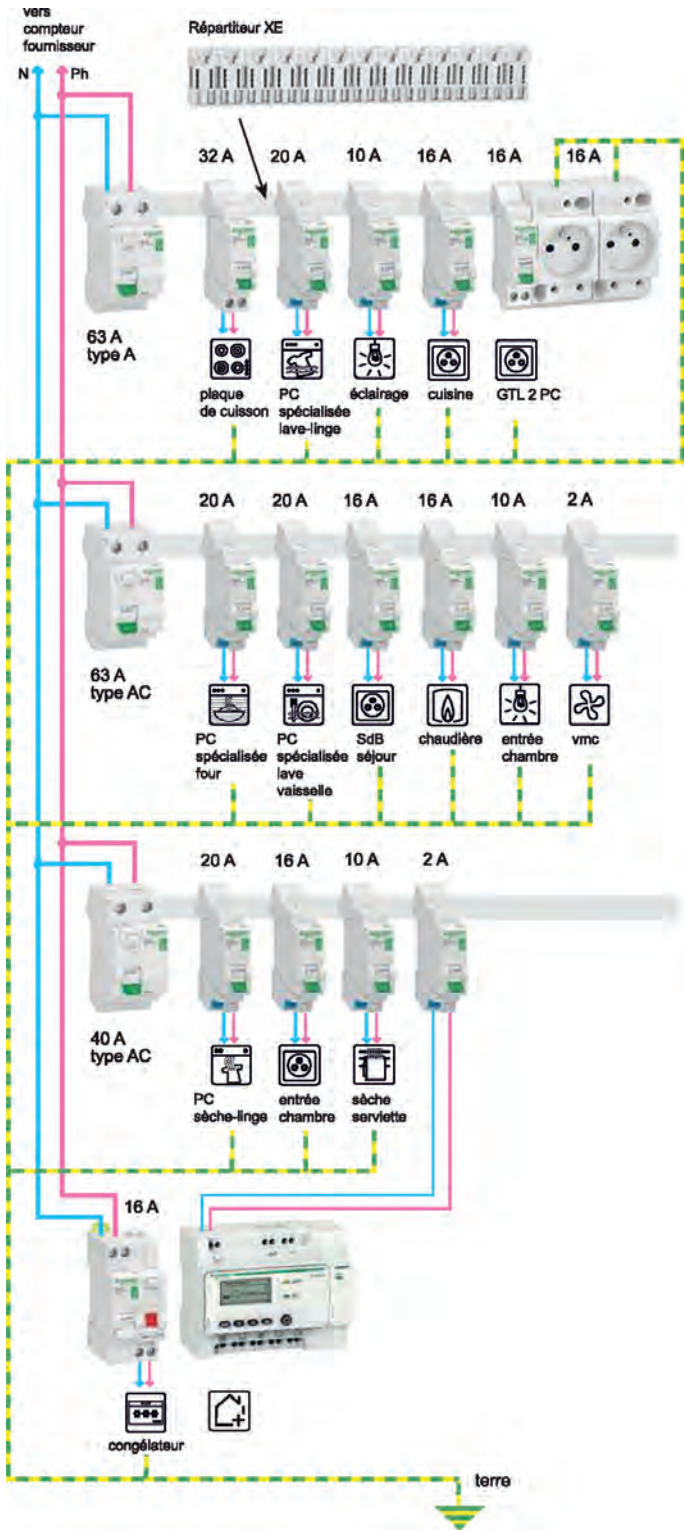 vers
compteur
fournisseur
Répartiteur XE
N
Ph
32 A
20 A
10 A
16 A
16 A
16 A
63 A
type A
plaque
de cuisson
PC
spécialisée
lave-linge
éclairage
cuisine
GTL 2 PC
20 A
20 A
16 A
16 A
10 A
2 A
63 A
type AC
PC
spécialisée
four
PC
spécialisée
lave
vaisselle
SdB
séjour
chaudière
entrée
chambre
vmc
20 A
16 A
10 A
2 A
40 A
type AC
PC
sèche-linge
entrée
chambre
sèche
serviette
16 A
congélateur
terre